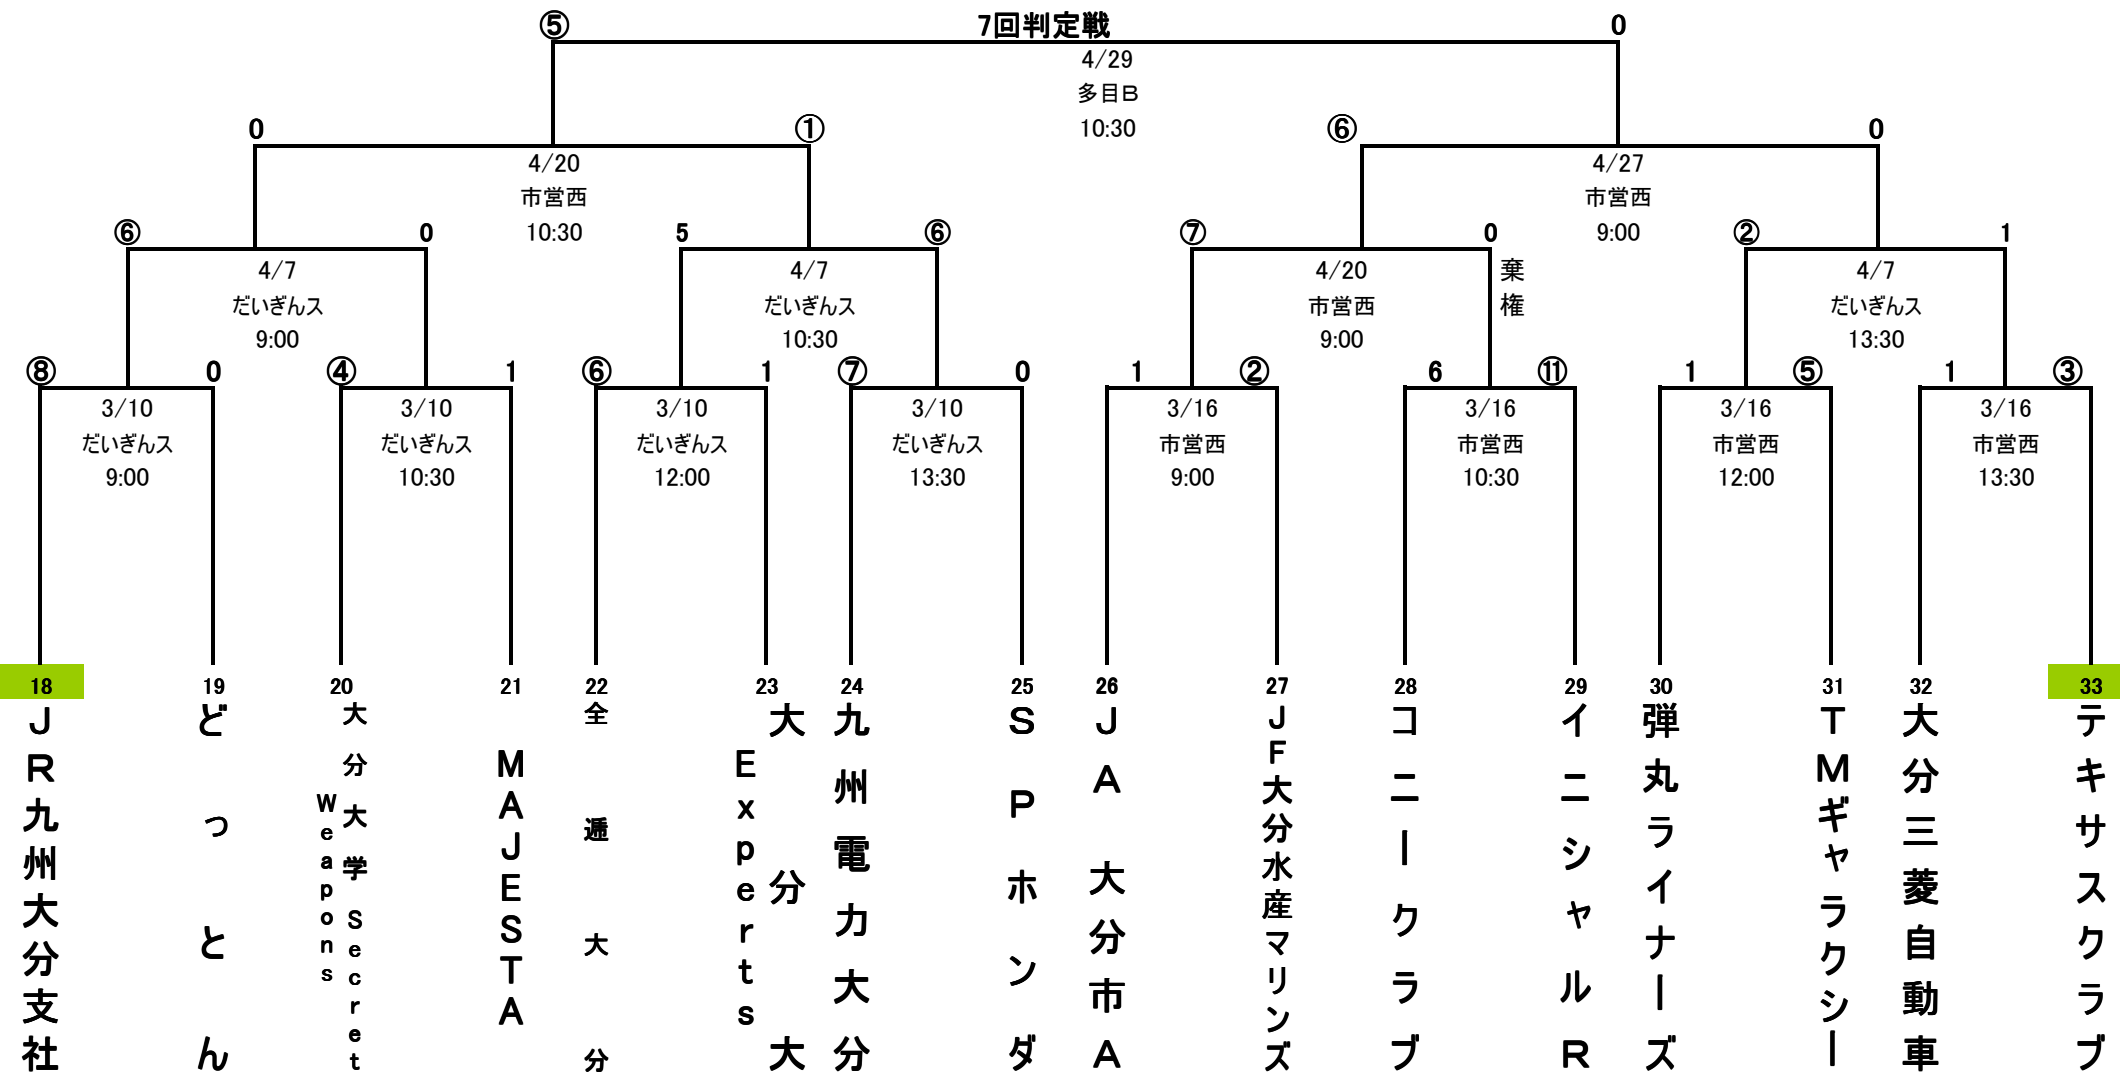 ⑤ 7回判定戦 0
4/29
多目B
10:30
0 ① ⑥ 0
4/20 4/27
市営西 市営西
10:30 9:00
⑥ 0 5 ⑥ ⑦ 0 ② 1
棄権
4/7 4/7 4/20 4/7
だいぎんス だいぎんス 市営西 だいぎんス
9:00 10:30 9:00 13:30
⑧ 0 ④ 1 ⑥ 1 ⑦ 0 1 ② 6 ⑪ 1 ⑤ 1 ③
3/10 3/10 3/10 3/10 3/16 3/16 3/16 3/16
だいぎんス だいぎんス だいぎんス だいぎんス 市営西 市営西 市営西 市営西
9:00 10:30 12:00 13:30 9:00 10:30 12:00 13:30
18 19 20 21 22 23 24 25 26 27 28 29 30 31 32 33
JR九州大分支社
どっとん
大分大学 Secret
Weapons
MAJESTA
全逓大分
大分大
Experts
九州電力大分
SPホンダ
JA大分市A
JF大分水産マリンズ
コニークラブ
イニシャルR
弾丸ライナーズ
TMギャラクシー
大分三菱自動車
テキサスクラブ